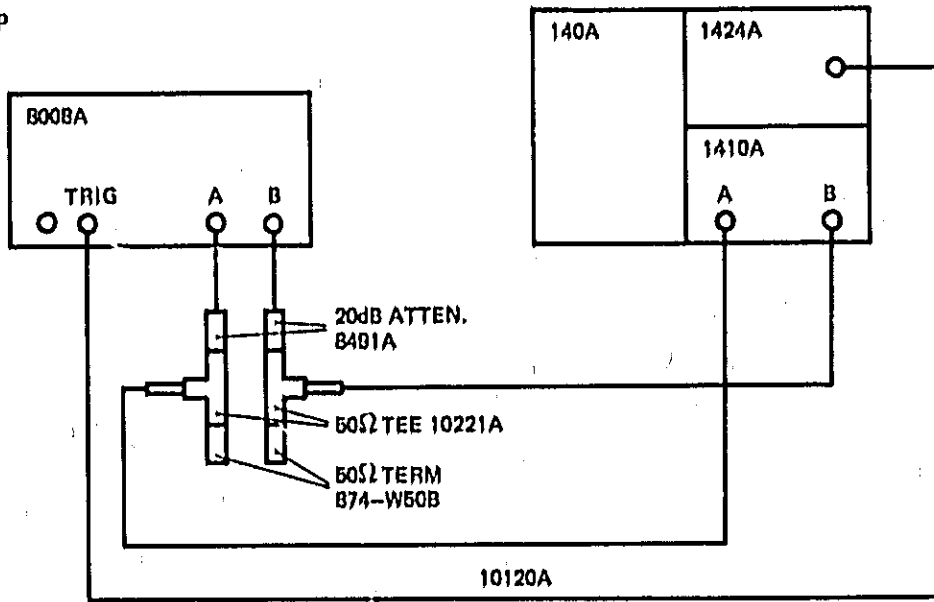 p
140A
1424A
8008A
1410A
TRIG
A
B
A
B
20dB ATTEN.
8491A
50Ω TEE 10221A
50Ω TERM
874-W50B
10120A